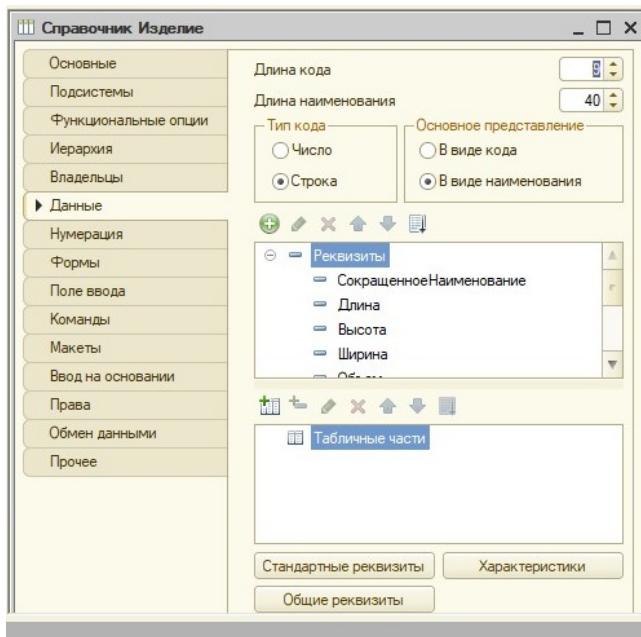 Справочник Изделие
Основные
Подсистемы
Функциональные опции
Иерархия
Владельцы
Данные
Нумерация
Формы
Поле ввода
Команды
Макеты
Ввод на основании
Права
Обмен данными
Прочее
Длина кода 9
Длина наименования 40
Тип кода
Число
Строка
Основное представление
В виде кода
В виде наименования
Реквизиты
СокращенноеНаименование
Длина
Высота
Ширина
Табличные части
Стандартные реквизиты Характеристики
Общие реквизиты